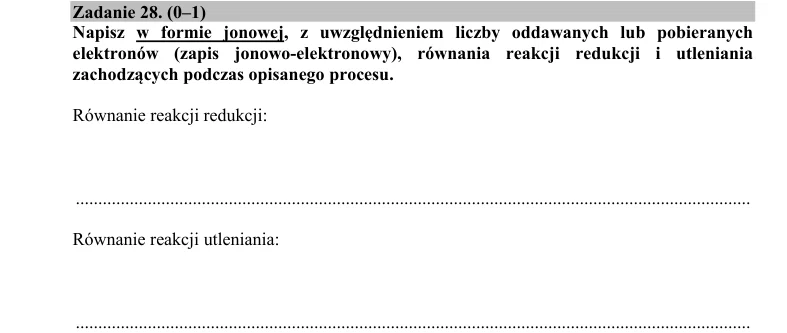 Zadanie 28. (0–1)
Napisz w formie jonowej, z uwzględnieniem liczby oddawanych lub pobieranych
elektronów (zapis jonowo-elektronowy), równania reakcji redukcji i utleniania
zachodzących podczas opisanego procesu.
Równanie reakcji redukcji:
................................................................................................................................................
Równanie reakcji utleniania:
................................................................................................................................................